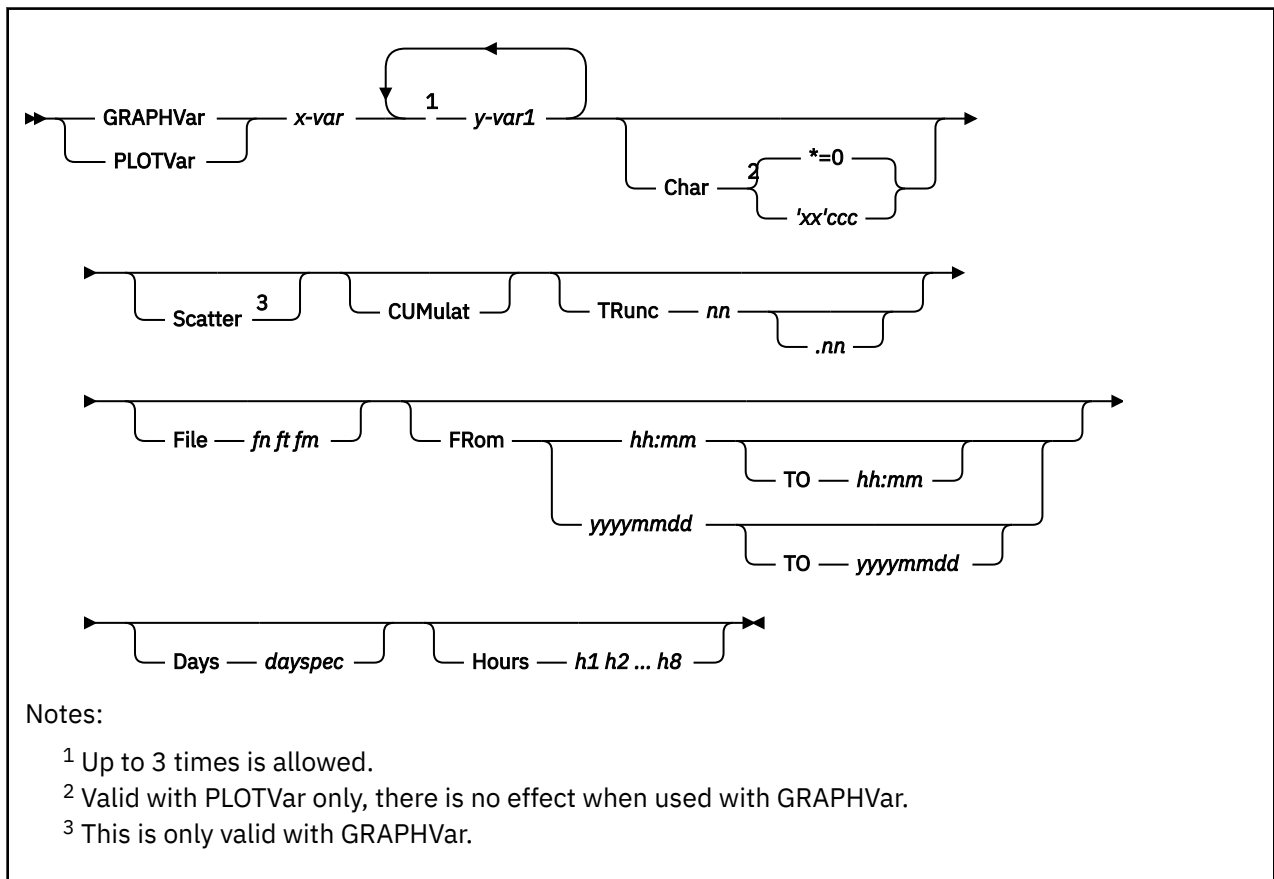 GRAPHVar x-var 1 y-var1
PLOTVar
Char 2 *=0
'xx'ccc
Scatter 3 CUMulat TRunc nn
.nn
File fn ft fm FRom hh:mm
TO hh:mm
yyyymmdd
TO yyyymmdd
Days dayspec Hours h1 h2 ... h8
Notes:
1 Up to 3 times is allowed.
2 Valid with PLOTVar only, there is no effect when used with GRAPHVar.
3 This is only valid with GRAPHVar.